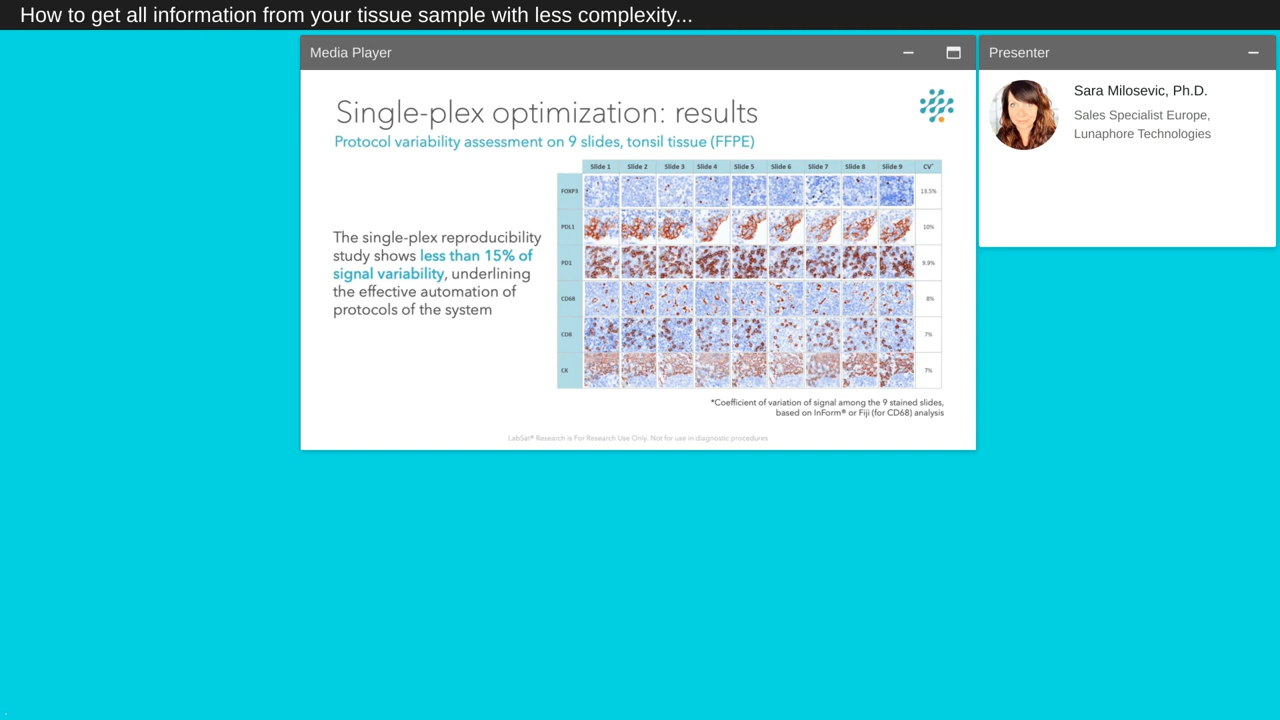 How to get all information from your tissue sample with less complexity...
Media Player
Presenter
Sara Milosevic, Ph.D.
Sales Specialist Europe,
Lunaphore Technologies
Single-plex optimization: results
Protocol variability assessment on 9 slides, tonsil tissue (FFPE)
The single-plex reproducibility
study shows less than 15% of
signal variability, underlining
the effective automation of
protocols of the system
Slide 1 Slide 2 Slide 3 Slide 4 Slide 5 Slide 6 Slide 7 Slide 8 Slide 9 CV*
FOXP3 13.5%
PDL1 10%
PD1 9.9%
CD68 8%
CD8 7%
CK 7%
*Coefficient of variation of signal among the 9 stained slides,
based on InForm® or Fiji (for CD68) analysis
LabSat® Research is For Research Use Only. Not for use in diagnostic procedures